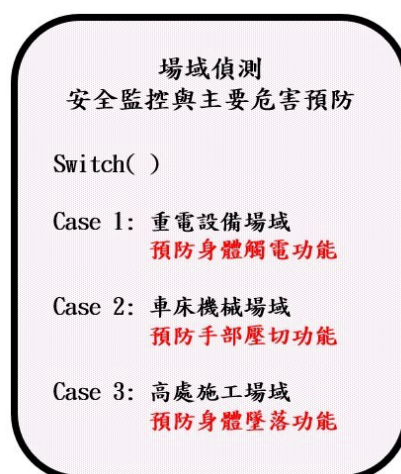 場域偵測
安全監控與主要危害預防
Switch( )
Case 1: 重電設備場域
預防身體觸電功能
Case 2: 車床機械場域
預防手部壓切功能
Case 3: 高處施工場域
預防身體墜落功能